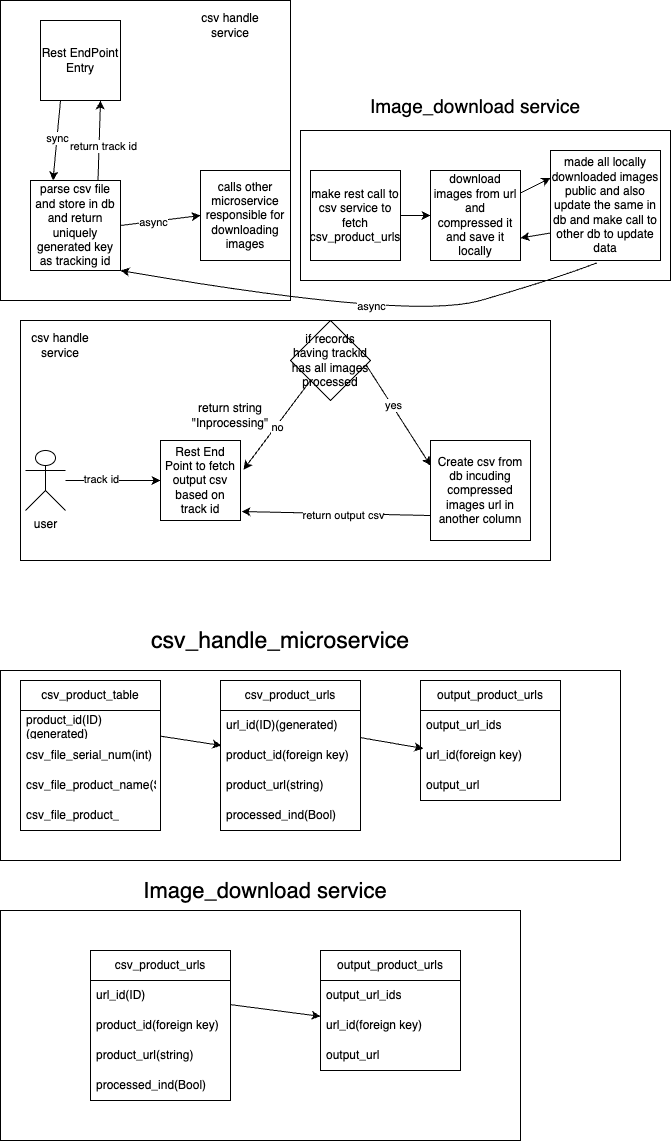 csv handle
service
Rest EndPoint
Entry
sync
return track id
parse csv file
and store in db
and return
uniquely
generated key
as tracking id
async
calls other
microservice
responsible for
downloading
images
Image_download service
make rest call to
csv service to
fetch
csv_product_urls
download
images from url
and
compressed it
and save it
locally
made all locally
downloaded images
public and also
update the same in
db and make call to
other db to update
data
async
csv handle
service
if records
having trackid
has all images
processed
return string
"Inprocessing"
no
yes
user
track id
Rest End
Point to fetch
output csv
based on
track id
return output csv
Create csv from
db incuding
compressed
images url in
another column
csv_handle_microservice
csv_product_table
product_id(ID)
(generated)
csv_file_serial_num(int)
csv_file_product_name(
csv_file_product_
csv_product_urls
url_id(ID)(generated)
product_id(foreign key)
product_url(string)
processed_ind(Bool)
output_product_urls
output_url_ids
url_id(foreign key)
output_url
Image_download service
csv_product_urls
url_id(ID)
product_id(foreign key)
product_url(string)
processed_ind(Bool)
output_product_urls
output_url_ids
url_id(foreign key)
output_url